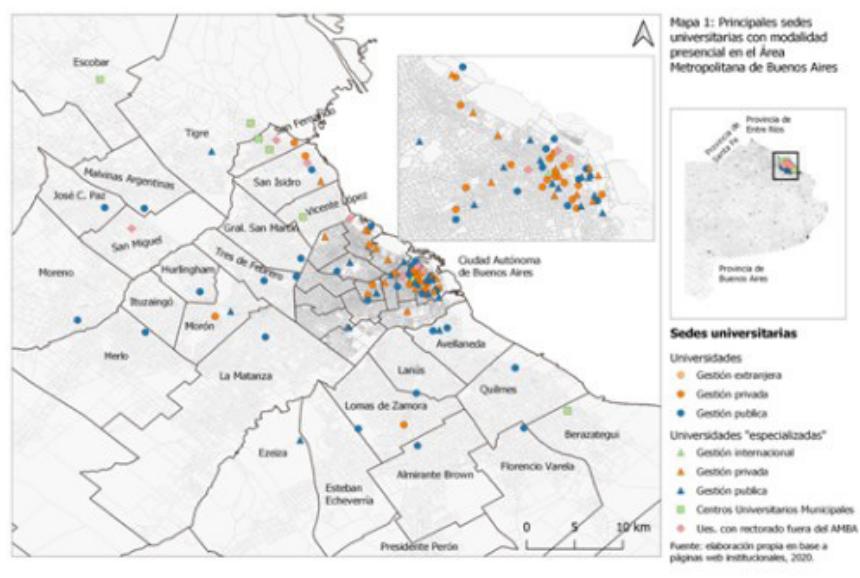 Mapa 1: Principales sedes
universitarias con modalidad
presencial en el Área
Metropolitana de Buenos Aires
Escobar
Tigre
San Fernando
Malvinas Argentinas
José C. Paz
San Isidro
Vicente López
San Miguel
Gral. San Martín
Tres de Febrero
Moreno
Hurlingham
Ituzaingó
Morón
Merlo
La Matanza
Ciudad Autónoma
de Buenos Aires
Avellaneda
Lanús
Quilmes
Lomas de Zamora
Berazategui
Ezeiza
Almirante Brown
Florencio Varela
Esteban
Echeverría
Presidente Perón
0 5 10 km
Provincia de
Entre Ríos
Provincia de
Santa Fe
Provincia de
Buenos Aires
Sedes universitarias
Universidades
Gestión extranjera
Gestión privada
Gestión publica
Universidades "especializadas"
Gestión internacional
Gestión privada
Gestión publica
Centros Universitarios Municipales
Ues. con rectorado fuera del AMBA
Fuente: elaboración propia en base a
páginas web institucionales, 2020.